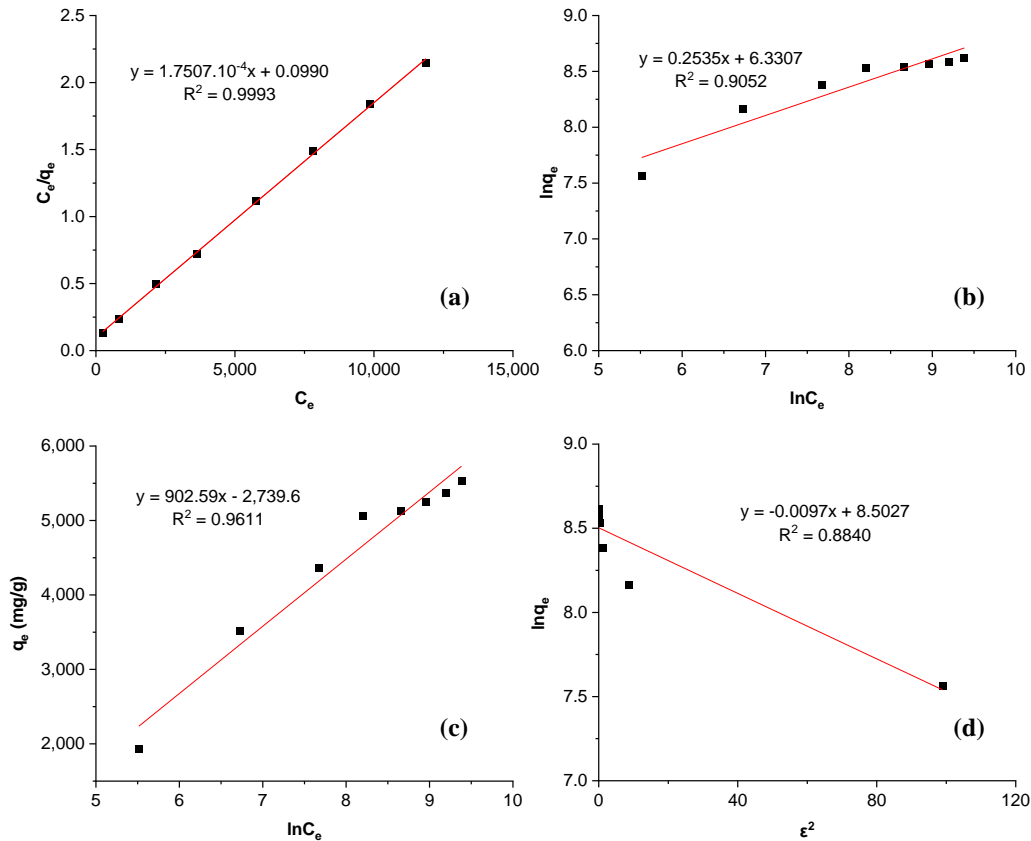 2.5
2.0
1.5
1.0
0.5
0.0
C_e/q_e
y = 1.7507.10⁻⁴x + 0.0990
R² = 0.9993
(a)
0
5,000
10,000
15,000
C_e
9.0
8.5
8.0
7.5
7.0
6.5
6.0
lnq_e
y = 0.2535x + 6.3307
R² = 0.9052
(b)
5
6
7
8
9
10
lnC_e
6,000
5,000
4,000
3,000
2,000
q_e (mg/g)
y = 902.59x - 2,739.6
R² = 0.9611
(c)
5
6
7
8
9
10
lnC_e
9.0
8.5
8.0
7.5
7.0
lnq_e
y = -0.0097x + 8.5027
R² = 0.8840
(d)
0
40
80
120
ε²